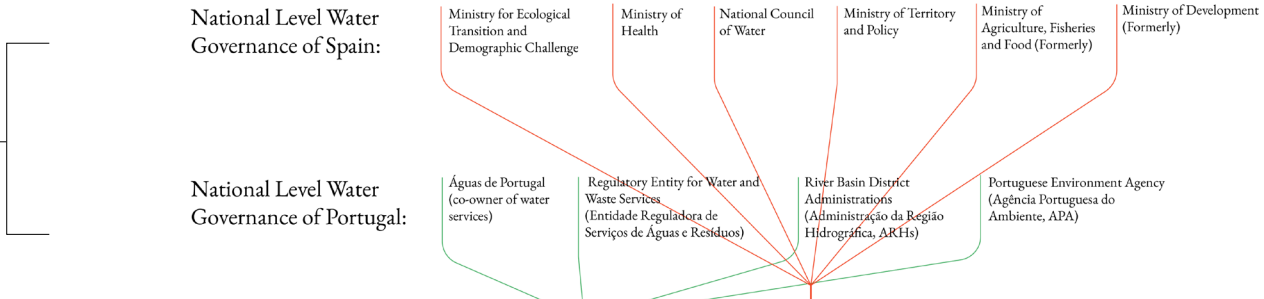 National Level Water
Governance of Spain:
Ministry for Ecological
Transition and
Demographic Challenge
Ministry of
Health
National Council
of Water
Ministry of Territory
and Policy
Ministry of
Agriculture, Fisheries
and Food (Formerly)
Ministry of Development
(Formerly)
National Level Water
Governance of Portugal:
Águas de Portugal
(co-owner of water
services)
Regulatory Entity for Water and
Waste Services
(Entidade Reguladora de
Serviços de Águas e Resíduos)
River Basin District
Administrations
(Administração da Região
Hidrográfica, ARHs)
Portuguese Environment Agency
(Agência Portuguesa do
Ambiente, APA)